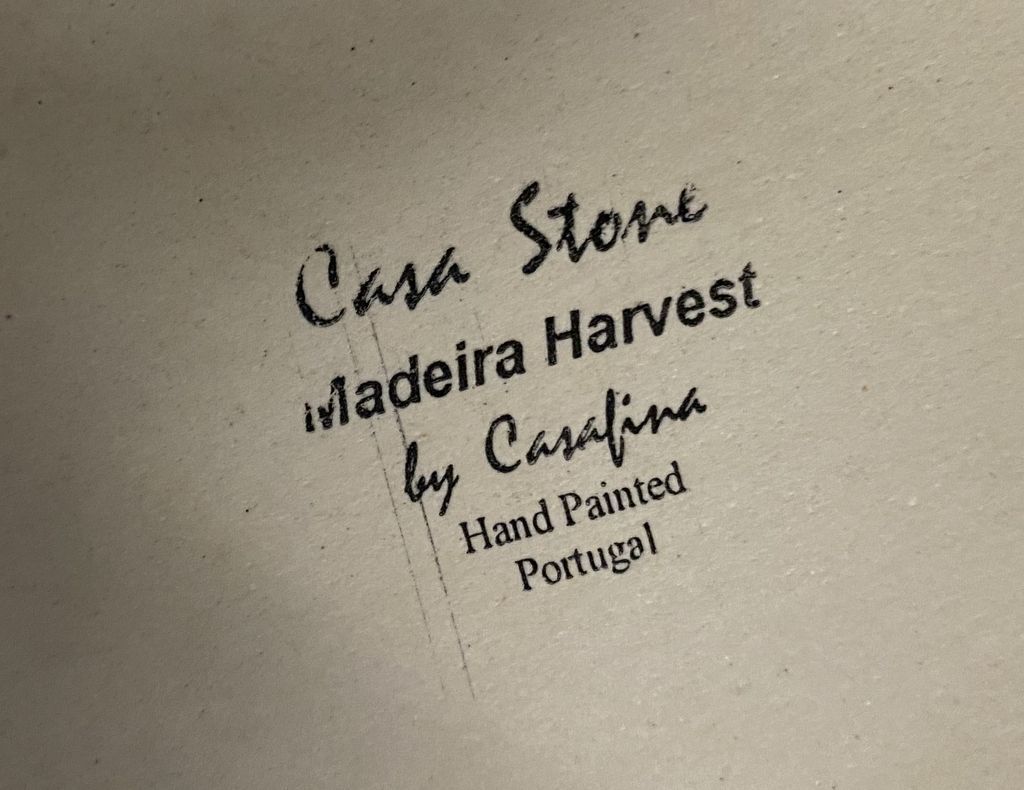 Casa Stone
Madeira Harvest
by Casafina
Hand Painted
Portugal